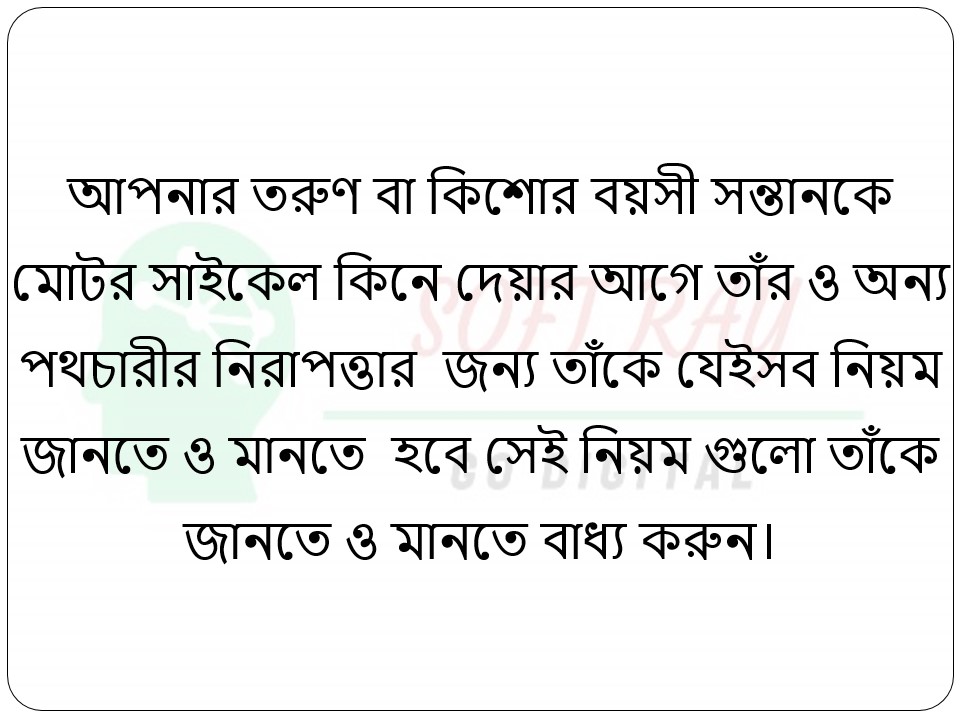 আপনার তরুণ বা কিশোর বয়সী সন্তানকে
মোটর সাইকেল কিনে দেয়ার আগে তাঁর ও অন্য
পথচারীর নিরাপত্তার জন্য তাঁকে যেইসব নিয়ম
জানতে ও মানতে হবে সেই নিয়ম গুলো তাঁকে
জানতে ও মানতে বাধ্য করুন।
SOFT RAY
GO DIGITAL